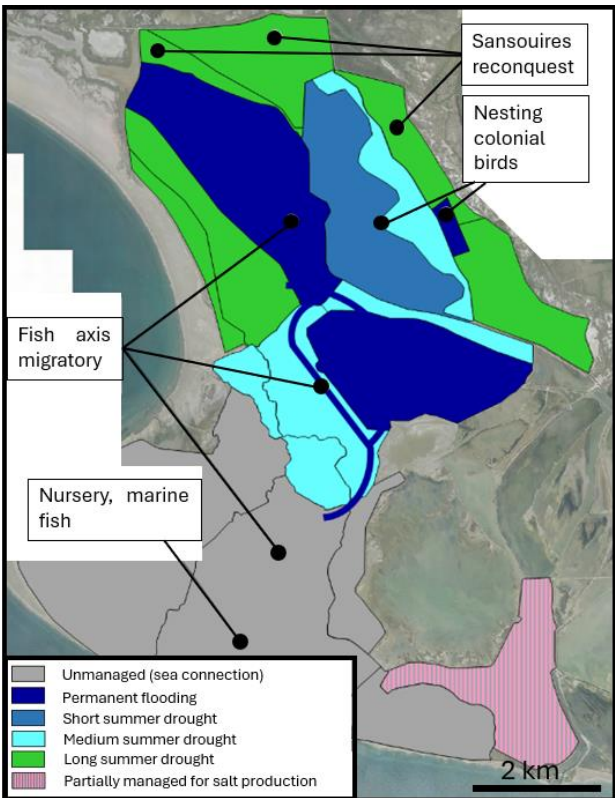 Sansouires
reconquest
Nesting
colonial
birds
Fish axis
migratory
Nursery, marine
fish
Unmanaged (sea connection)
Permanent flooding
Short summer drought
Medium summer drought
Long summer drought
Partially managed for salt production
2 km